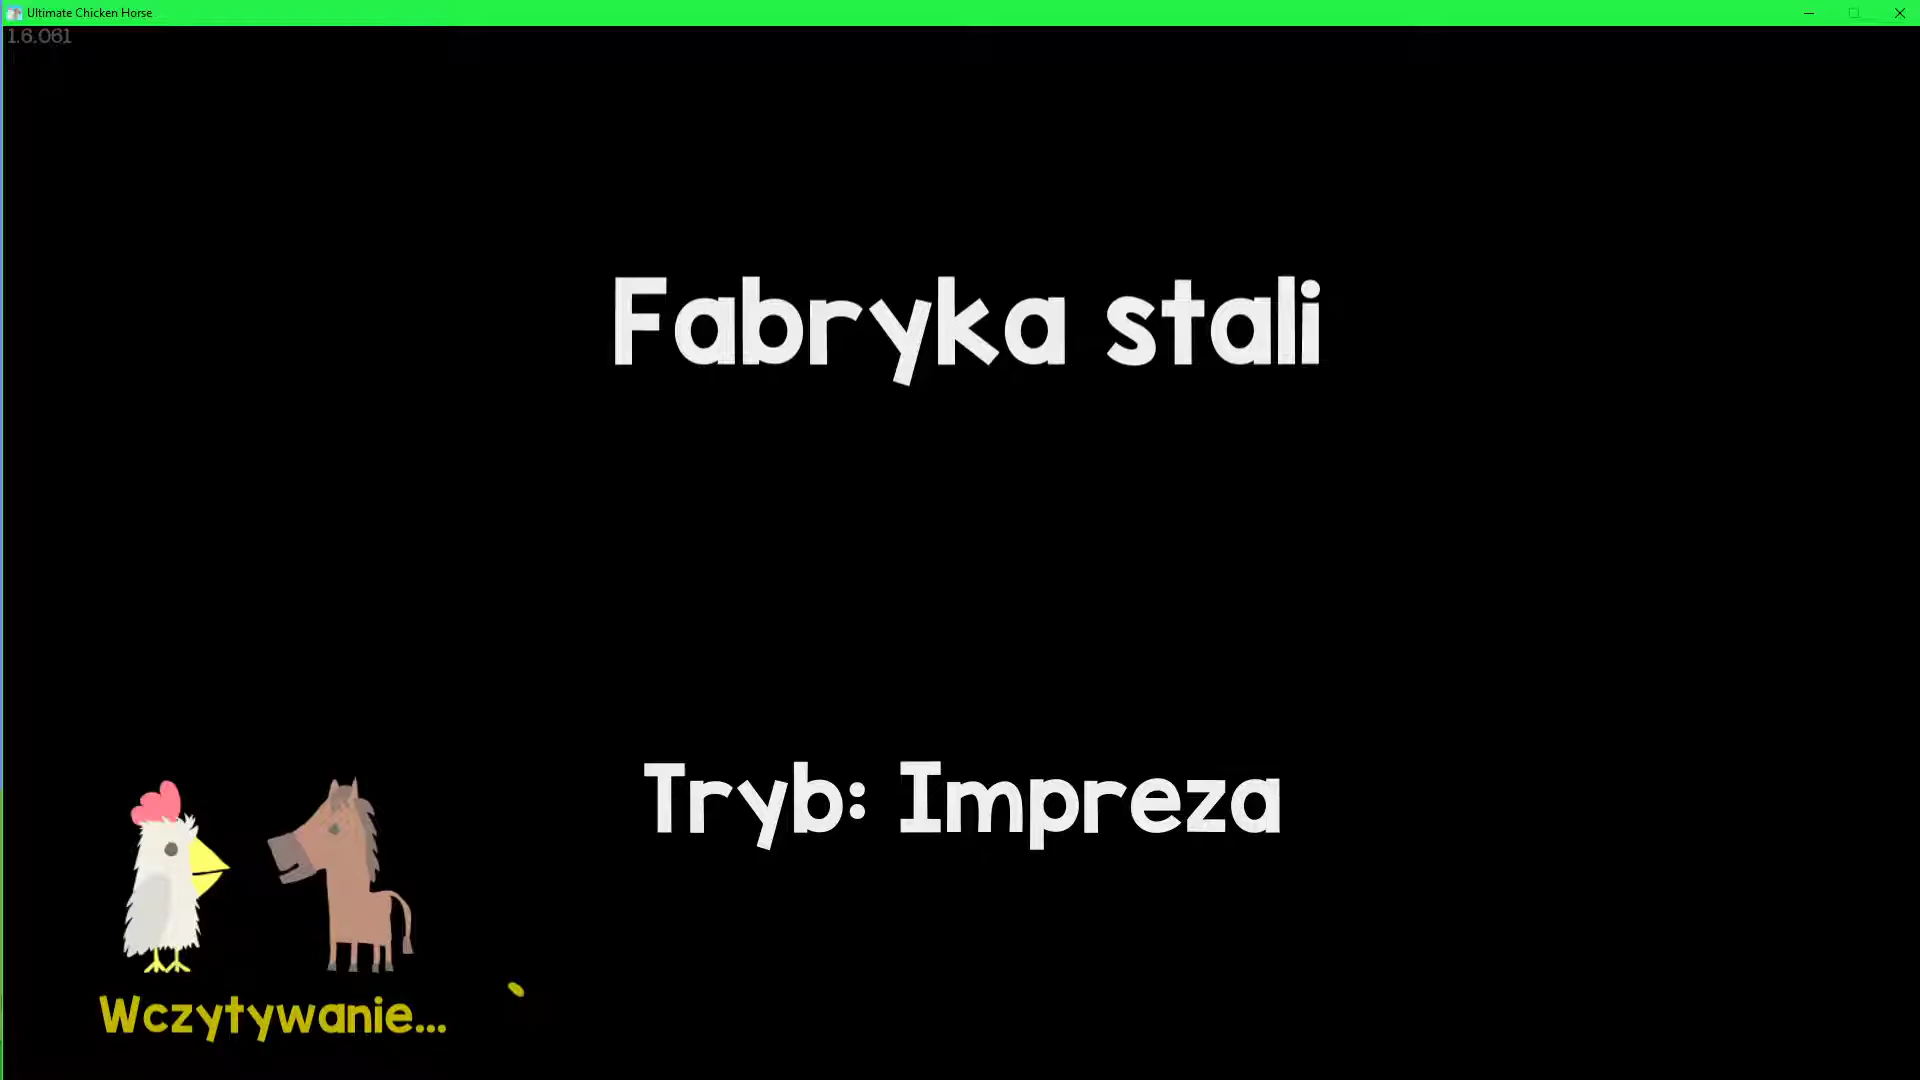 Ultimate Chicken Horse
1.6.061
Fabryka stali
Tryb: Impreza
Wczytywanie...